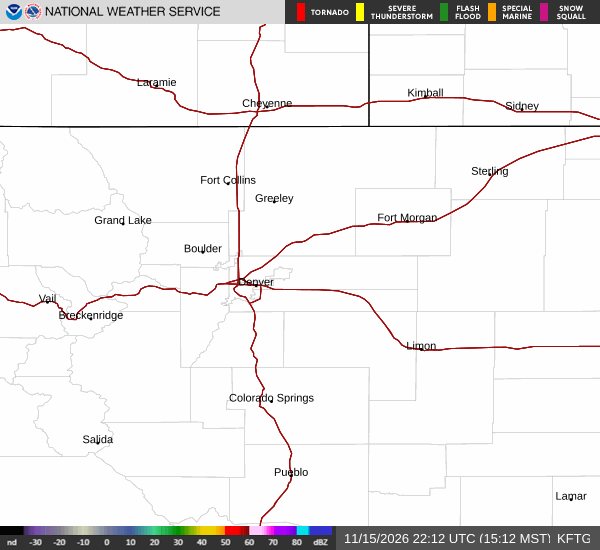 NATIONAL WEATHER SERVICE
TORNADO
SEVERE
THUNDERSTORM
FLASH
FLOOD
SPECIAL
MARINE
SNOW
SQUALL
Laramie
Cheyenne
Kimball
Sidney
Fort Collins
Greeley
Sterling
Grand Lake
Fort Morgan
Boulder
Denver
Vail
Breckenridge
Limon
Colorado Springs
Salida
Pueblo
Lamar
nd -30 -20 -10 0 10 20 30 40 50 60 70 80 dBZ
11/15/2026 22:12 UTC (15:12 MST) KFTG